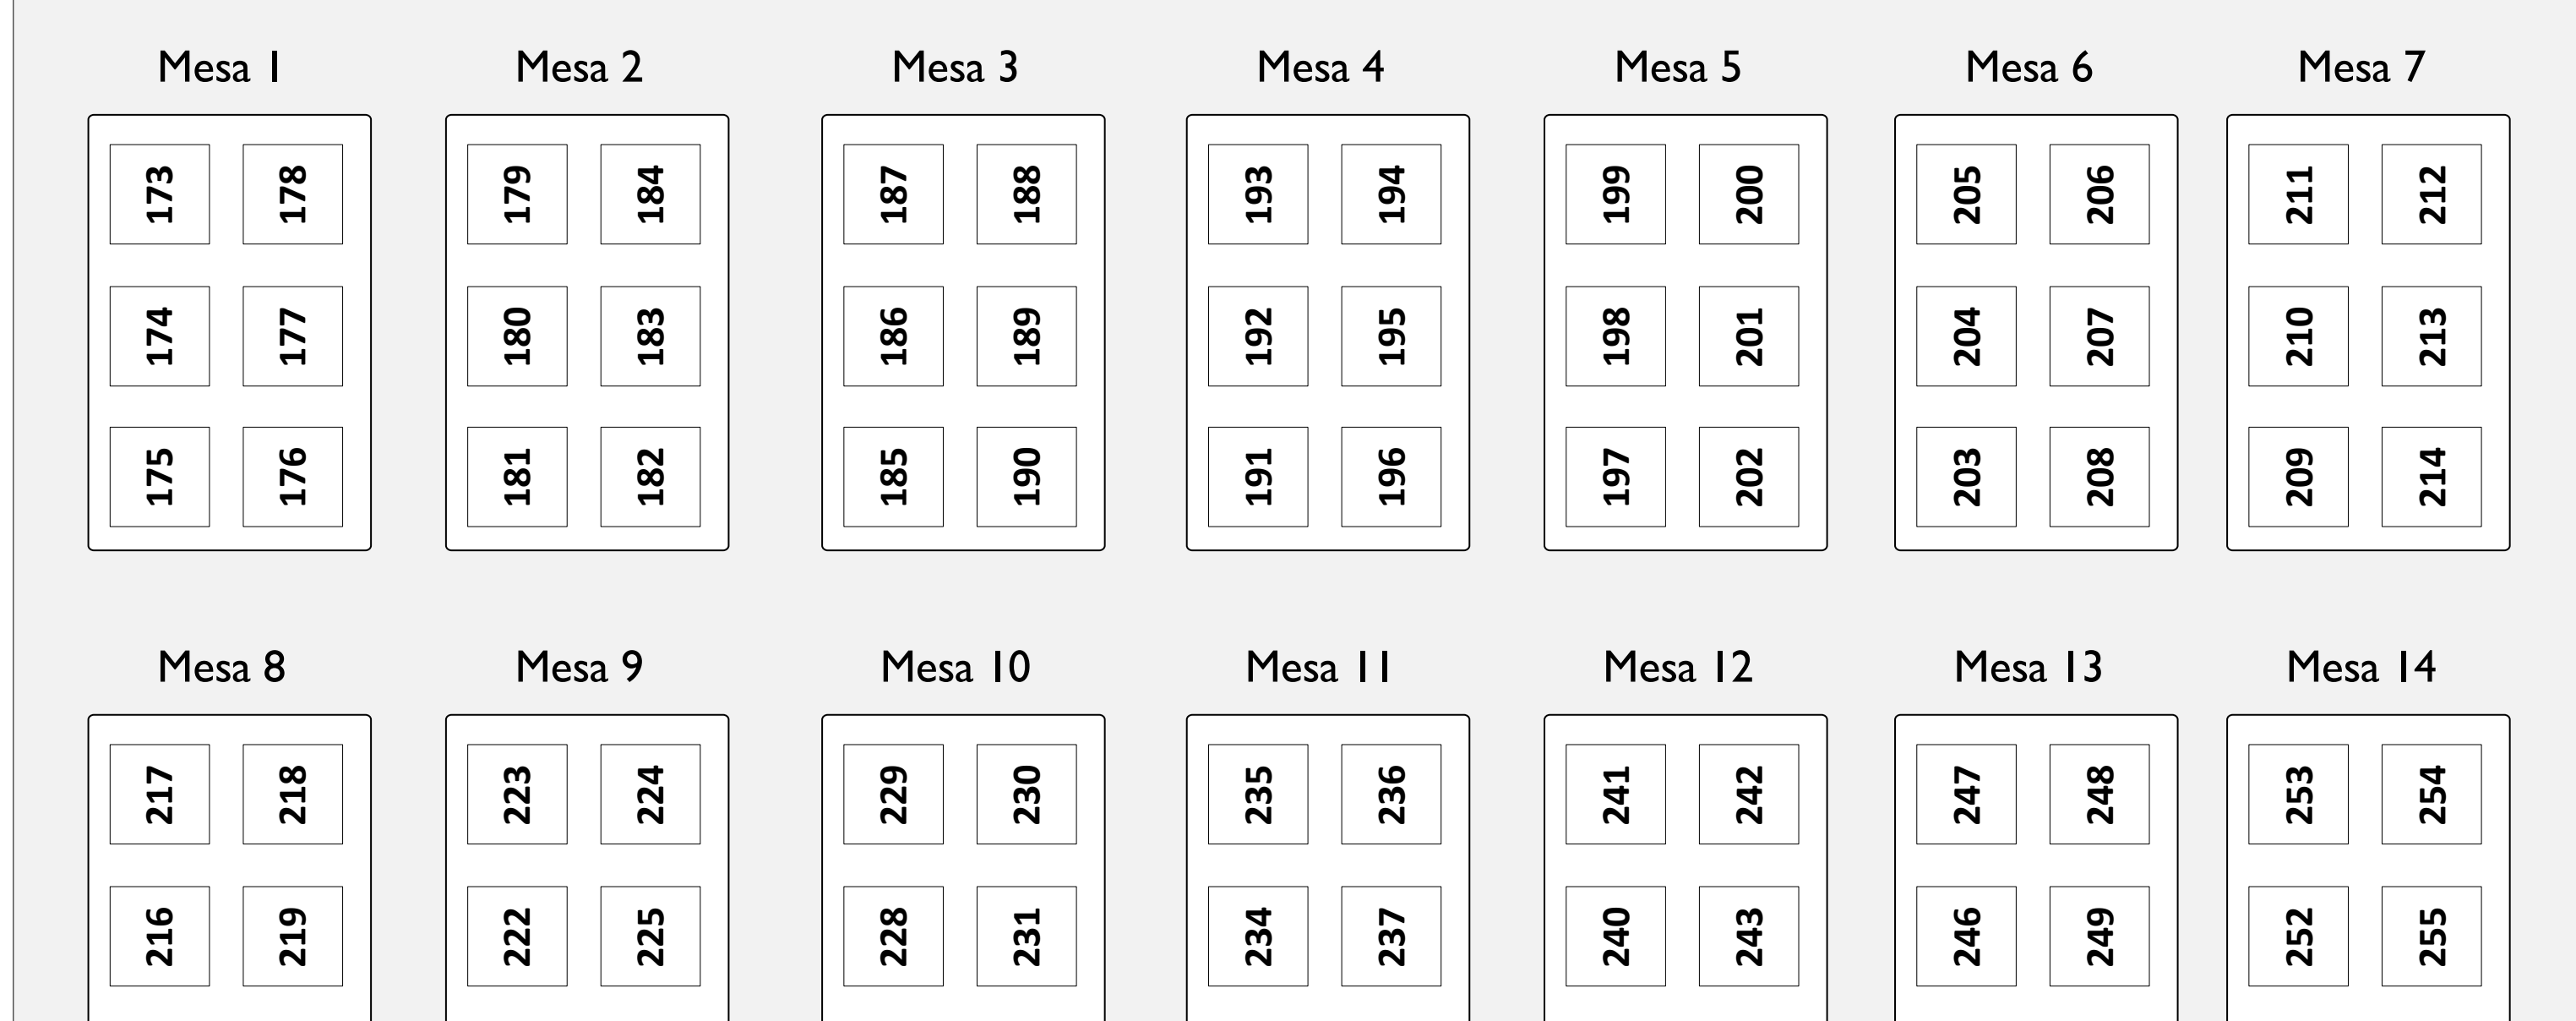 Mesa 1 Mesa 2 Mesa 3 Mesa 4 Mesa 5 Mesa 6 Mesa 7
173 178 179 184 187 188 193 194 199 200 205 206 211 212
174 177 180 183 186 189 192 195 198 201 204 207 210 213
175 176 181 182 185 190 191 196 197 202 203 208 209 214
Mesa 8 Mesa 9 Mesa 10 Mesa 11 Mesa 12 Mesa 13 Mesa 14
217 218 223 224 229 230 235 236 241 242 247 248 253 254
216 219 222 225 228 231 234 237 240 243 246 249 252 255